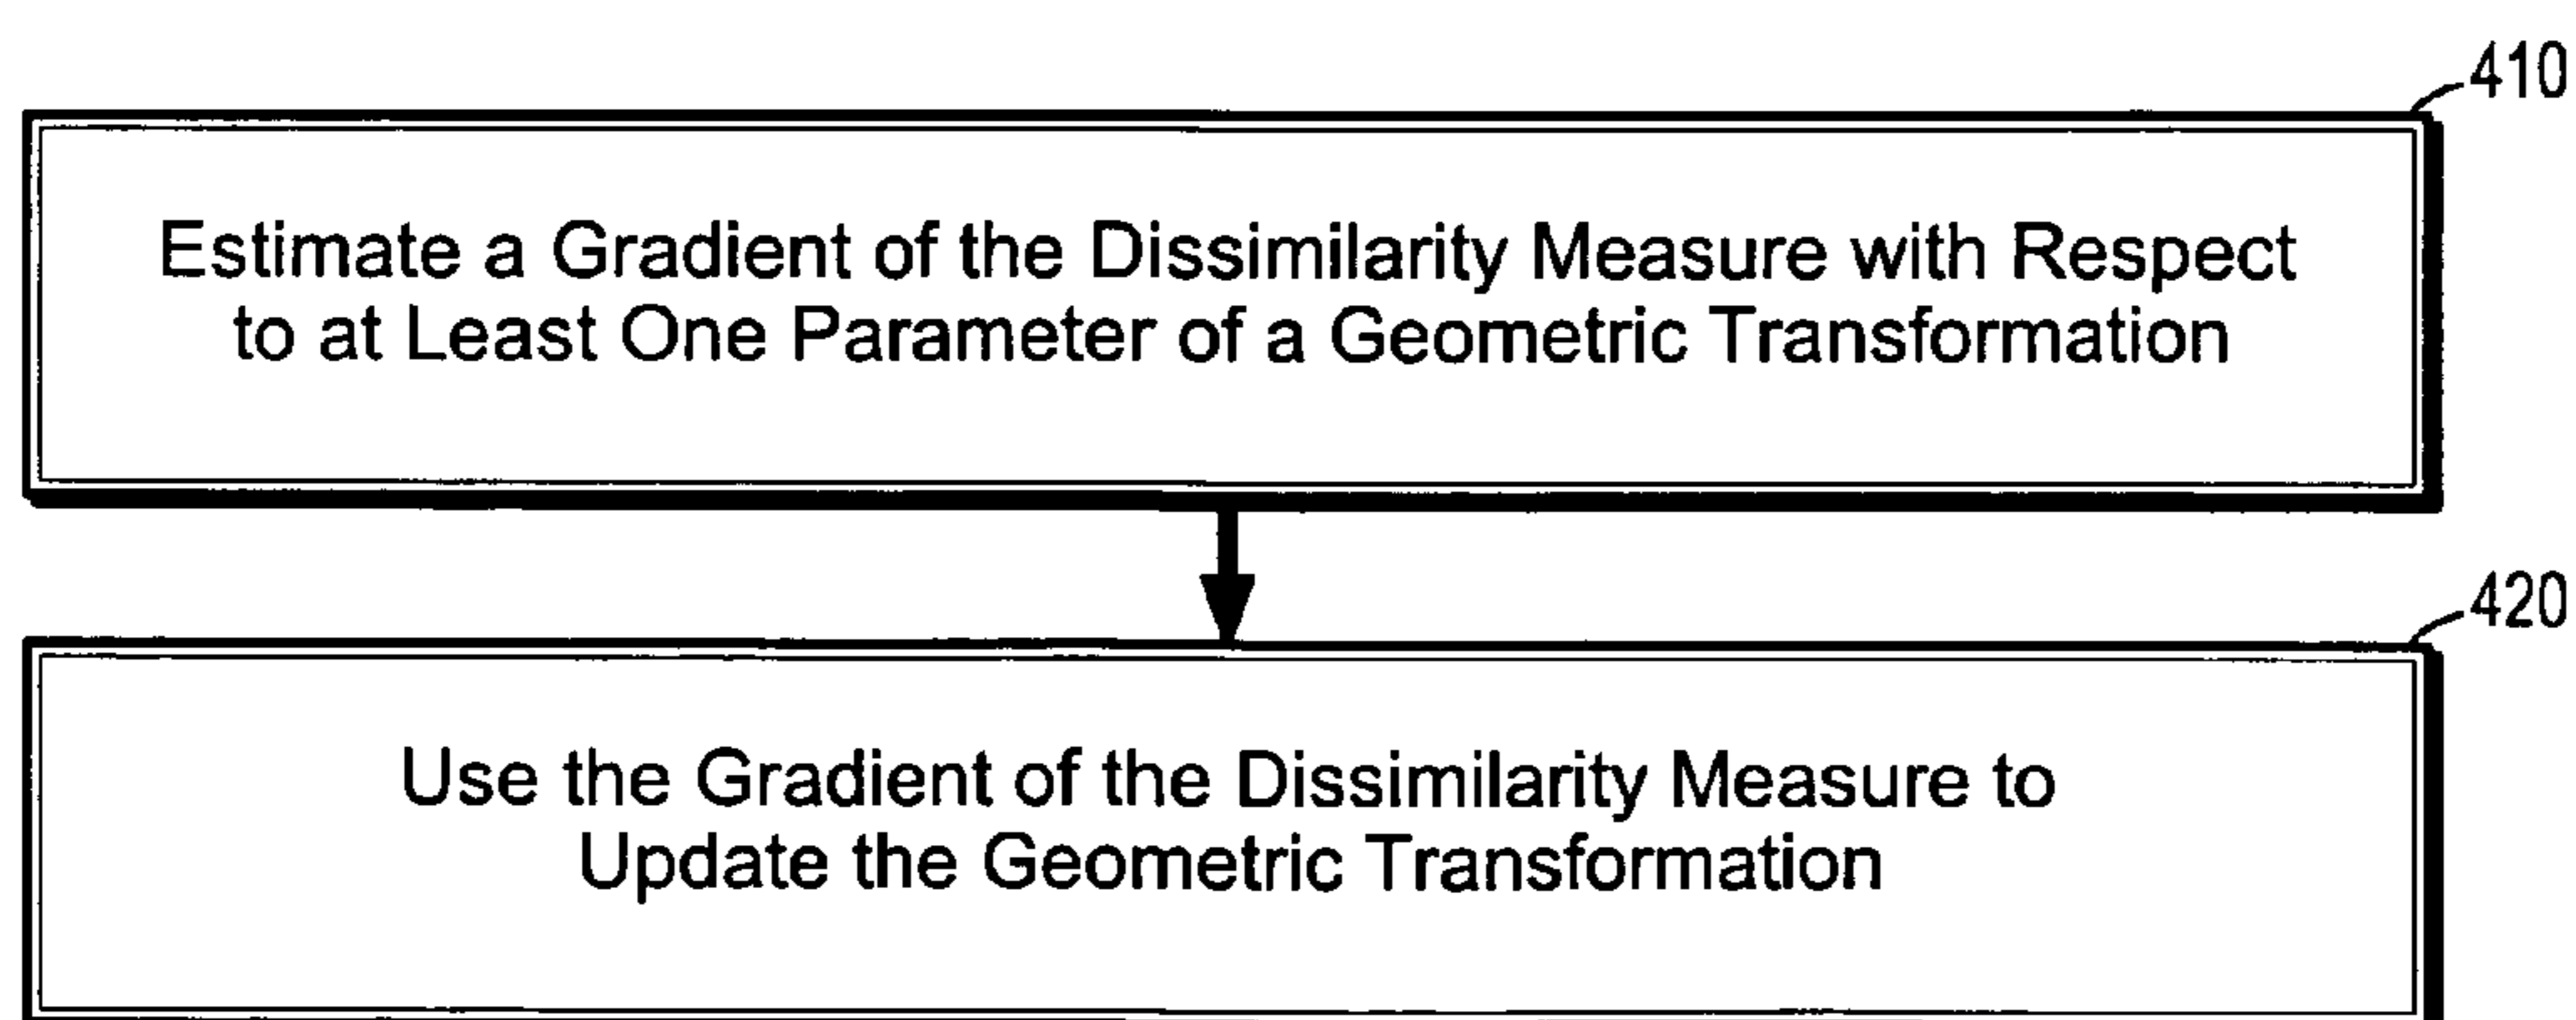 410
Estimate a Gradient of the Dissimilarity Measure with Respect
to at Least One Parameter of a Geometric Transformation
420
Use the Gradient of the Dissimilarity Measure to
Update the Geometric Transformation